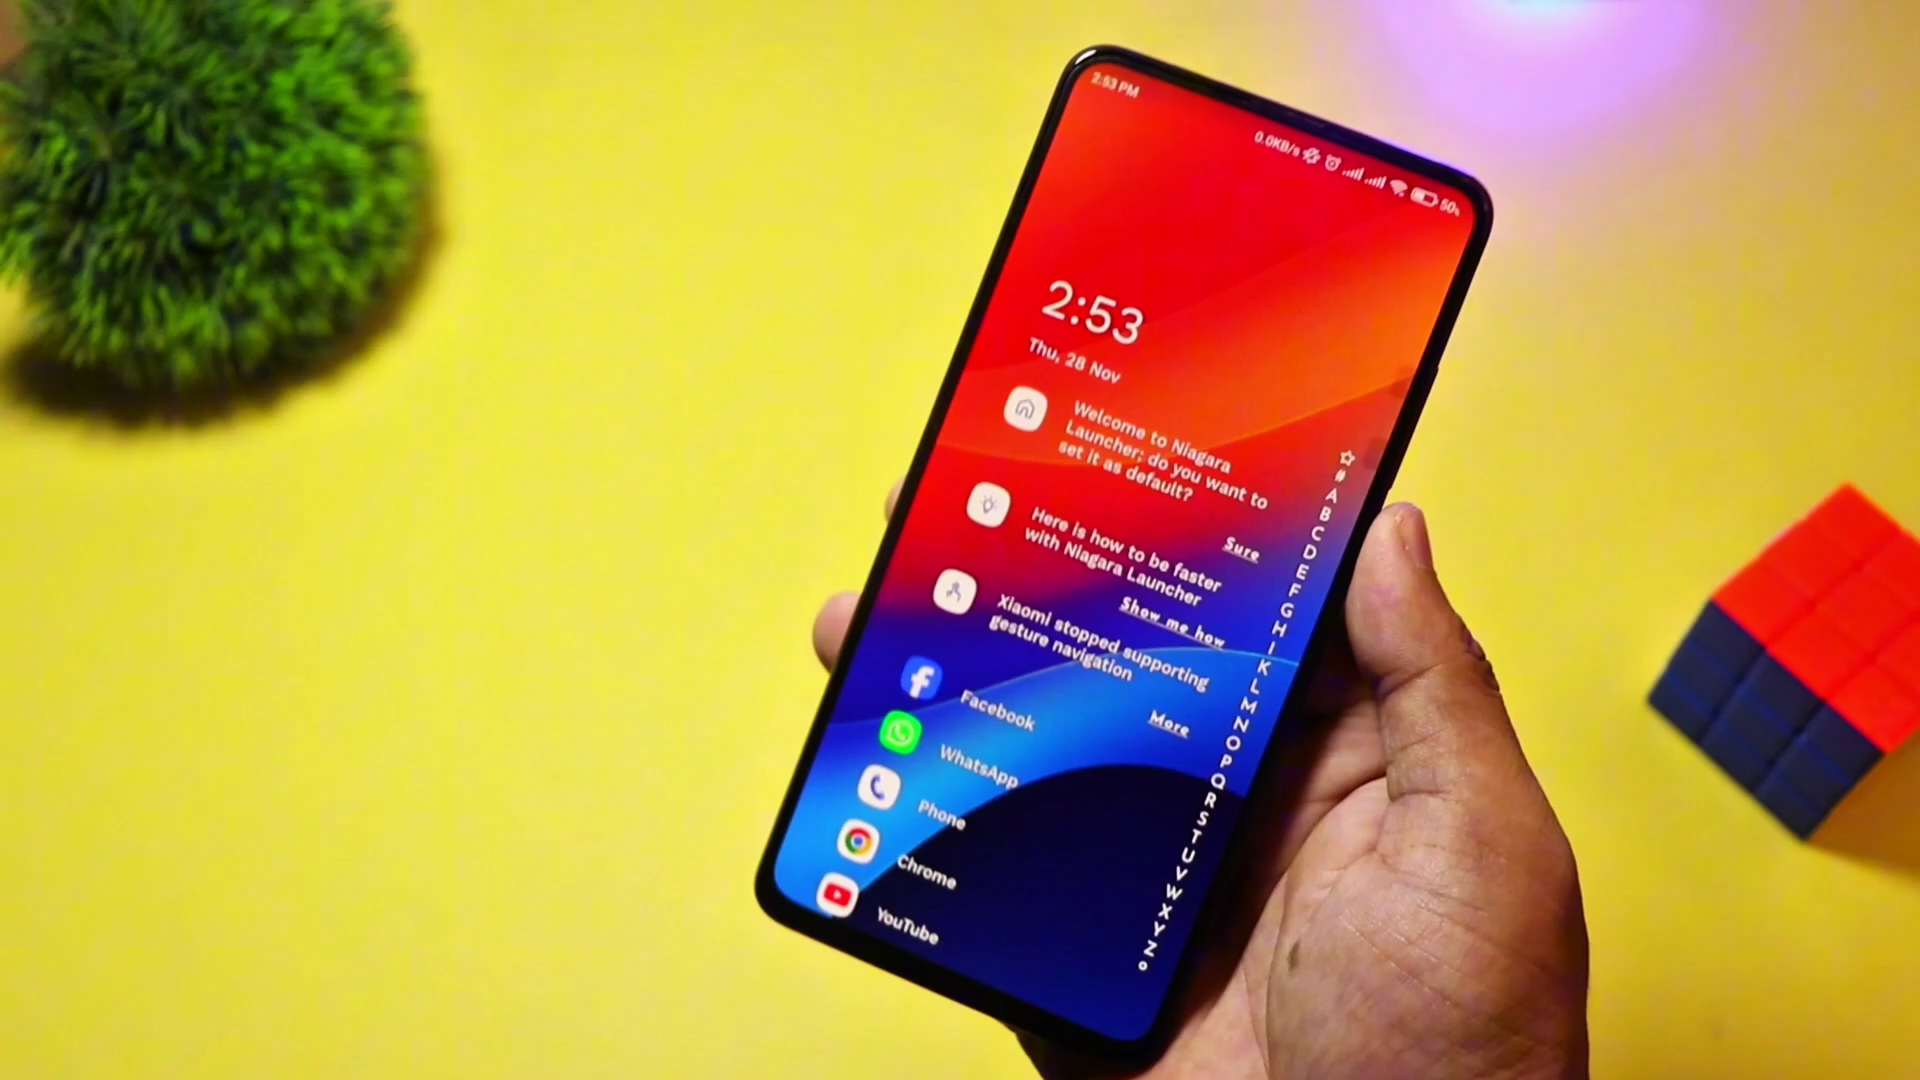 2:53 PM
0.0KB/s
50%
2:53
Thu, 28 Nov
Welcome to Niagara
Launcher; do you want to
set it as default?
Sure
Here is how to be faster
with Niagara Launcher
Show me how
Xiaomi stopped supporting
gesture navigation
More
Facebook
WhatsApp
Phone
Chrome
YouTube
#
A
B
C
D
E
F
G
H
I
K
L
M
N
O
P
Q
R
S
T
U
V
W
X
Y
Z